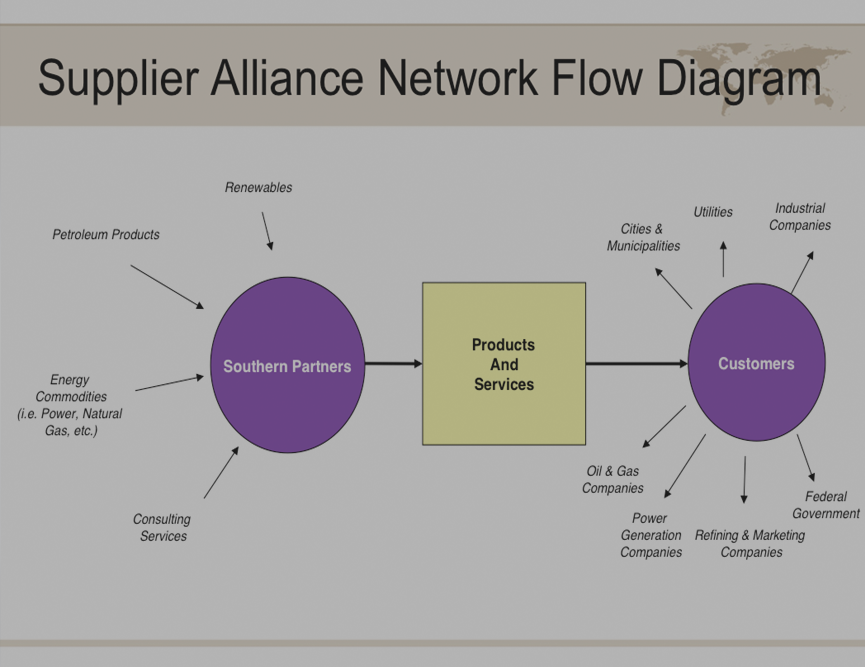 Supplier Alliance Network Flow Diagram
Renewables
Petroleum Products
Energy
Commodities
(i.e. Power, Natural
Gas, etc.)
Consulting
Services
Southern Partners
Products
And
Services
Customers
Cities &
Municipalities
Utilities
Industrial
Companies
Oil & Gas
Companies
Power
Generation
Companies
Refining & Marketing
Companies
Federal
Government